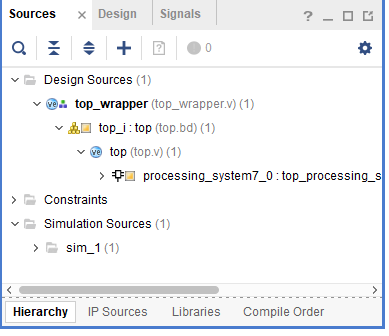 Sources Design Signals
0
Design Sources (1)
top_wrapper (top_wrapper.v) (1)
top_i : top (top.bd) (1)
top (top.v) (1)
processing_system7_0 : top_processing_s
Constraints
Simulation Sources (1)
sim_1 (1)
Hierarchy IP Sources Libraries Compile Order